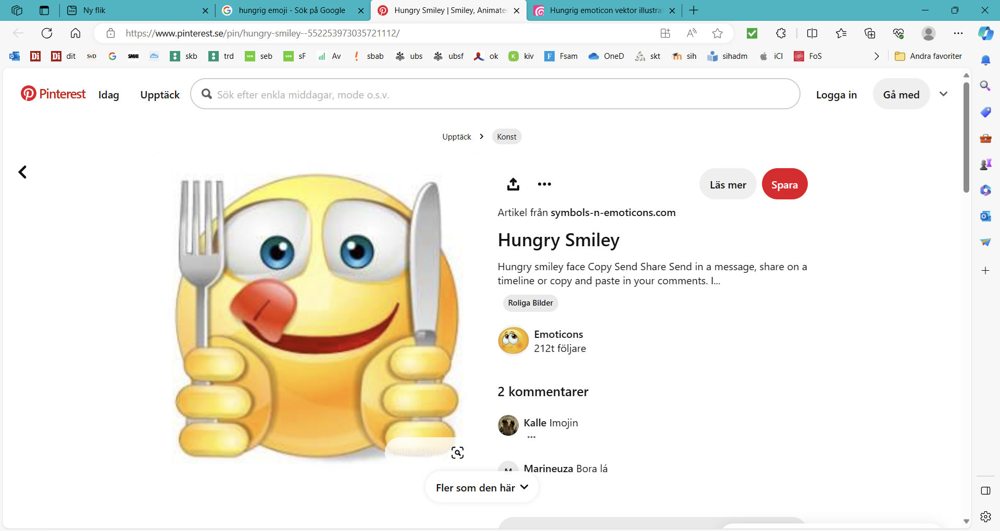 Ny flik
hungrig emoji - Sök på Google
Hungry Smiley | Smiley, Animate
Hungrig emoticon vektor illustra
https://www.pinterest.se/pin/hungry-smiley--552253973035721112/
Di
Di dit
SvD
SMHI
skb
trd
SEB seb
SEB sF
Av
sbab
ubs
ubsf
ok
K kiv
F Fsam
OneD
skt
sih
sihadm
iCl
FoS
Andra favoriter
Pinterest
Idag
Upptäck
Sök efter enkla middagar, mode o.s.v.
Logga in
Gå med
Upptäck
Konst
Läs mer
Spara
Artikel från symbols-n-emoticons.com
Hungry Smiley
Hungry smiley face Copy Send Share Send in a message, share on a
timeline or copy and paste in your comments. I...
Roliga Bilder
Emoticons
212t följare
2 kommentarer
Kalle Imojin
Bildsökning
M
Marineuza Bora lá
Fler som den här